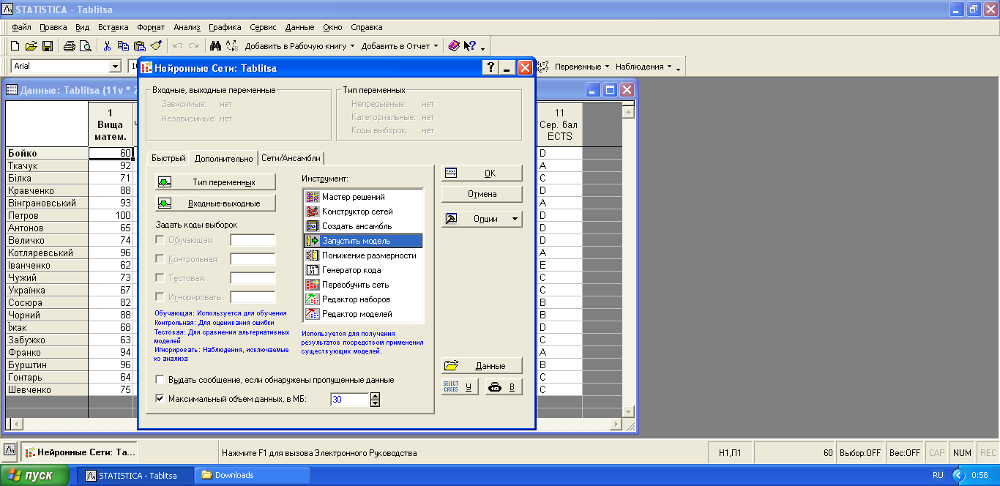 STATISTICA - Tablitsa
Файл Правка Вид Вставка Формат Анализ Графика Сервис Данные Окно Справка
Добавить в Рабочую книгу Добавить в Отчет
Arial
Переменные Наблюдения
Нейронные Сети: Tablitsa
Данные: Tablitsa (11v *
Входные, выходные переменные
Зависимые: нет
Независимые: нет
Тип переменных
Непрерывные: нет
Категориальные: нет
Коды выборок: нет
Быстрый Дополнительно Сети/Ансамбли
Тип переменных
Входные-выходные
Задать коды выборок
Обучающая:
Контрольная:
Тестовая:
Игнорировать:
Обучающая: Используется для обучения
Контрольная: Для оценивания ошибки
Тестовая: Для сравнения альтернативных
моделей
Игнорировать: Наблюдения, исключаемые
из анализа
Инструмент:
Мастер решений
Конструктор сетей
Создать ансамбль
Запустить модель
Понижение размерности
Генератор кода
Переобучить сеть
Редактор наборов
Редактор моделей
Используется для получения
результатов посредством применения
существующих моделей.
Выдать сообщение, если обнаружены пропущенные данные
Максимальный объем данных, в МБ: 30
OK
Отмена
Опции
Данные
SELECT
CASES У В
1
Вища
матем.
11
Сер. бал
ECTS
Бойко 60 D
Ткачук 92 A
Білка 71 C
Кравченко 88 D
Вінграновський 93 A
Петров 100 D
Антонов 65 D
Величко 74 D
Котляревський 96 A
Іванченко 62 E
Чужий 73 C
Українка 67 C
Сосюра 82 B
Чорний 88 B
Їжак 68 D
Забужко 63 C
Франко 94 A
Бурштин 96 B
Гонтарь 64 C
Шевченко 75 C
Нейронные Сети: Ta...
Нажмите F1 для вызова Электронного Руководства
Н1,П1 60 Выбор:OFF Вес:OFF CAP NUM REC
пуск
STATISTICA - Tablitsa
Downloads
RU 0:58